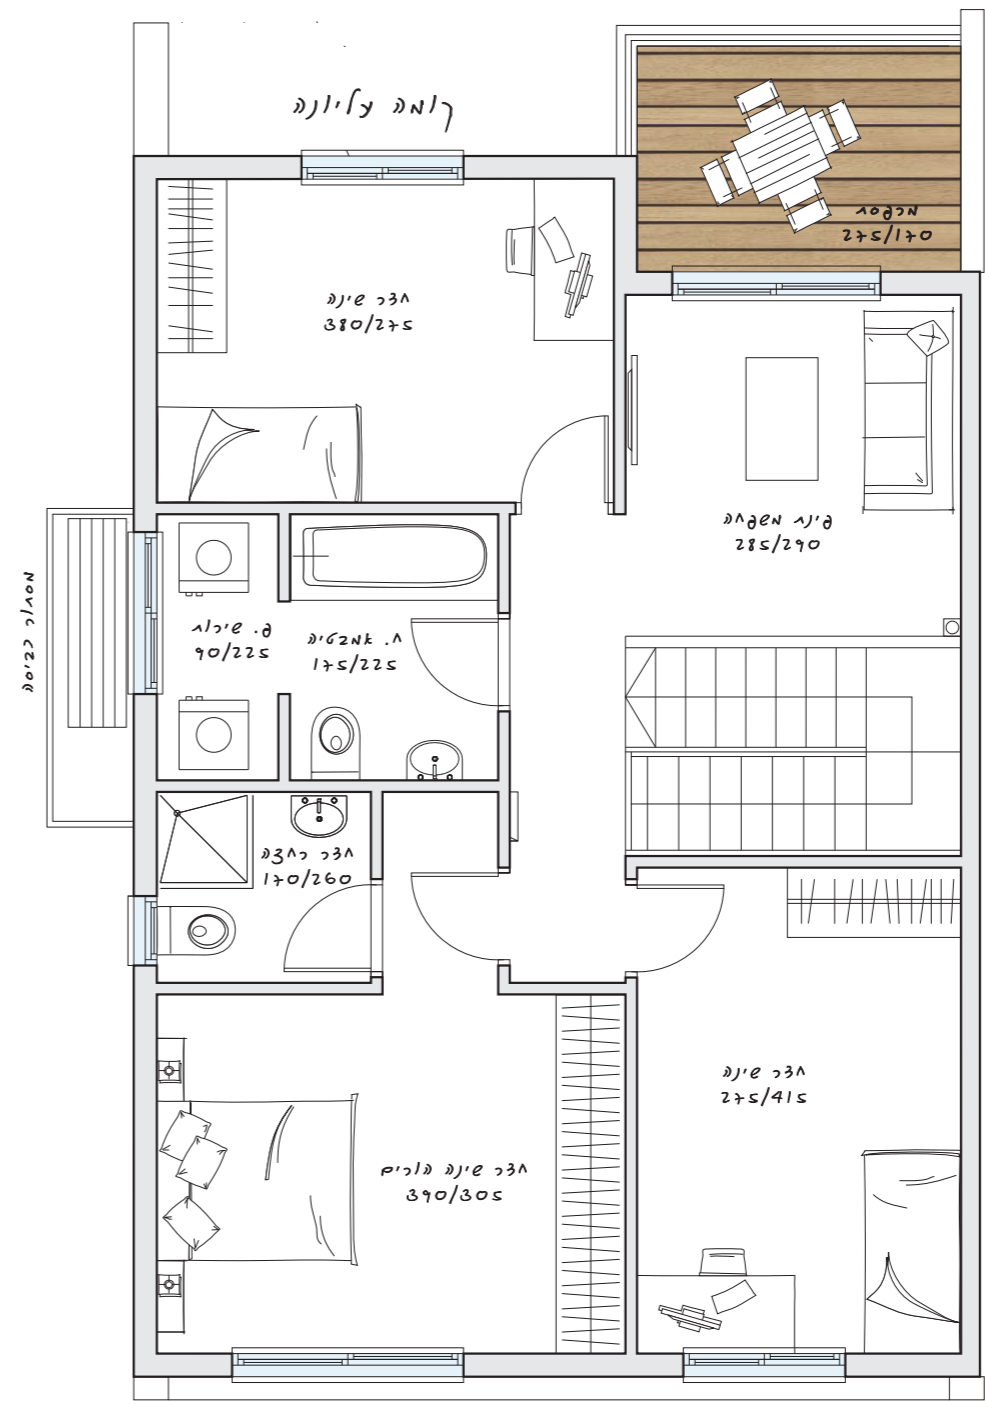 קומה עליונה
מרפסת
275/170
חדר שינה
380/275
פינת משפחה
285/290
מסתור כביסה
פ. שירות
90/225
ח. אמבטיה
175/225
חדר רחצה
170/260
חדר שינה
275/415
חדר שינה הורים
390/305